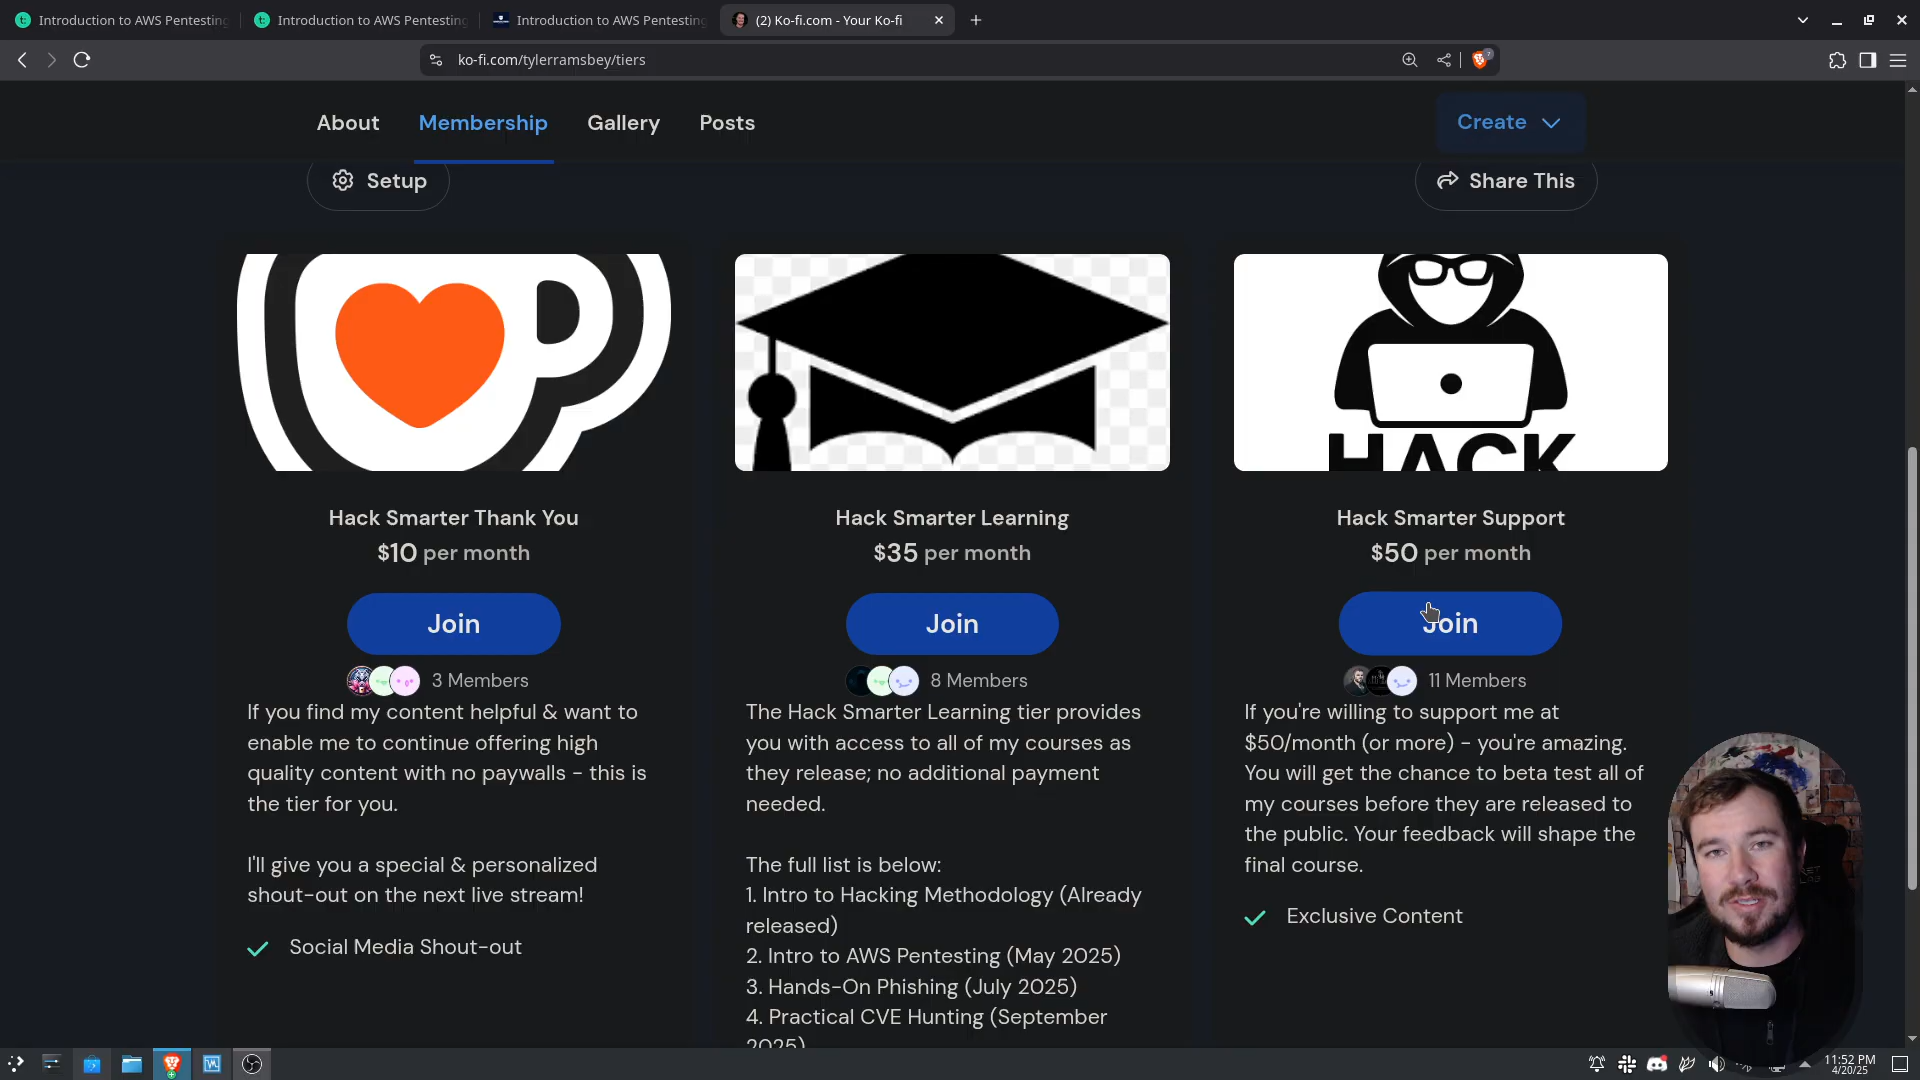 Introduction to AWS Pentesting
Introduction to AWS Pentesting
Introduction to AWS Pentesting
(2) Ko-fi.com - Your Ko-fi
ko-fi.com/tylerramsbey/tiers
7
About
Membership
Gallery
Posts
Create
Setup
Share This
HACK
Hack Smarter Thank You
$10 per month
Join
3 Members
If you find my content helpful & want to
enable me to continue offering high
quality content with no paywalls - this is
the tier for you.
I'll give you a special & personalized
shout-out on the next live stream!
Social Media Shout-out
Hack Smarter Learning
$35 per month
Join
8 Members
The Hack Smarter Learning tier provides
you with access to all of my courses as
they release; no additional payment
needed.
The full list is below:
1. Intro to Hacking Methodology (Already
released)
2. Intro to AWS Pentesting (May 2025)
3. Hands-On Phishing (July 2025)
4. Practical CVE Hunting (September
2025)
Hack Smarter Support
$50 per month
Join
11 Members
If you're willing to support me at
$50/month (or more) - you're amazing.
You will get the chance to beta test all of
my courses before they are released to
the public. Your feedback will shape the
final course.
Exclusive Content
11:52 PM
4/20/25